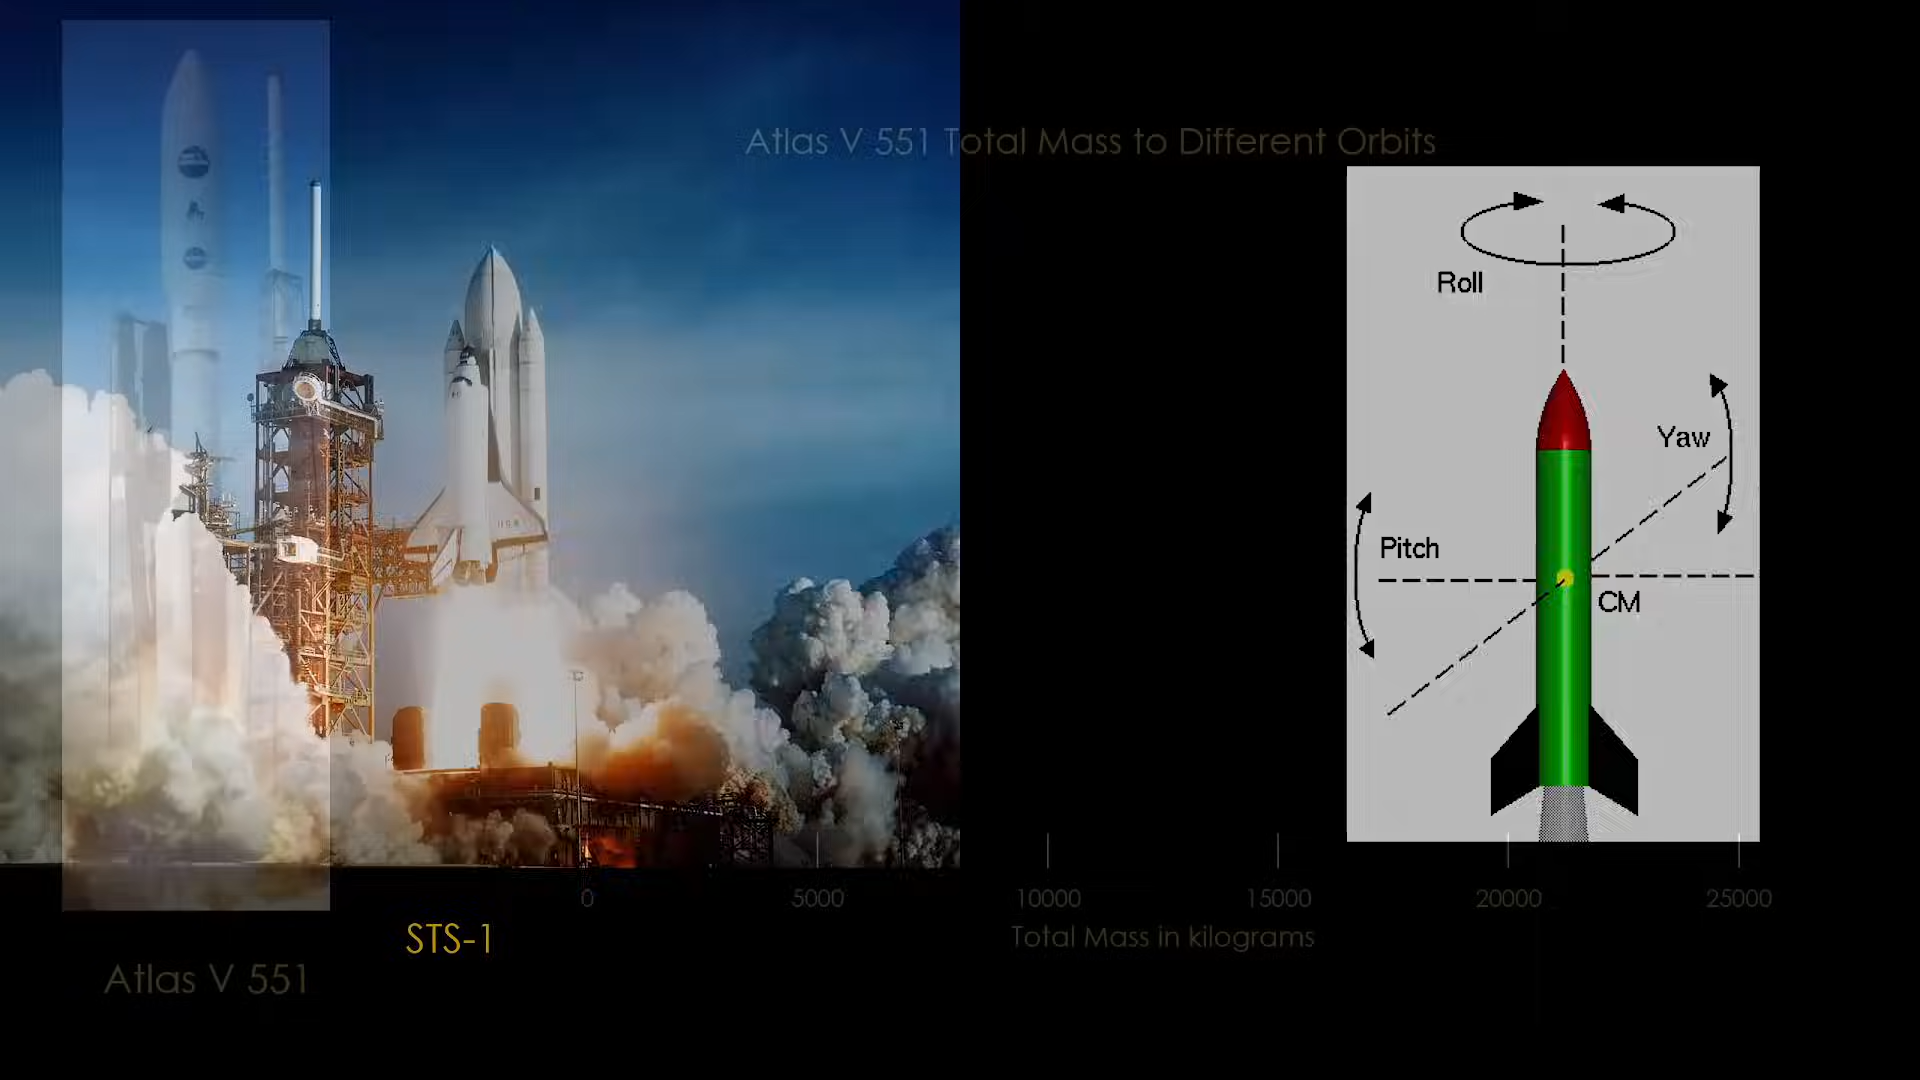 Atlas V 551 Total Mass to Different Orbits
Roll
Yaw
Pitch
CM
USA
0 5000 10000 15000 20000 25000
Total Mass in kilograms
STS-1
Atlas V 551